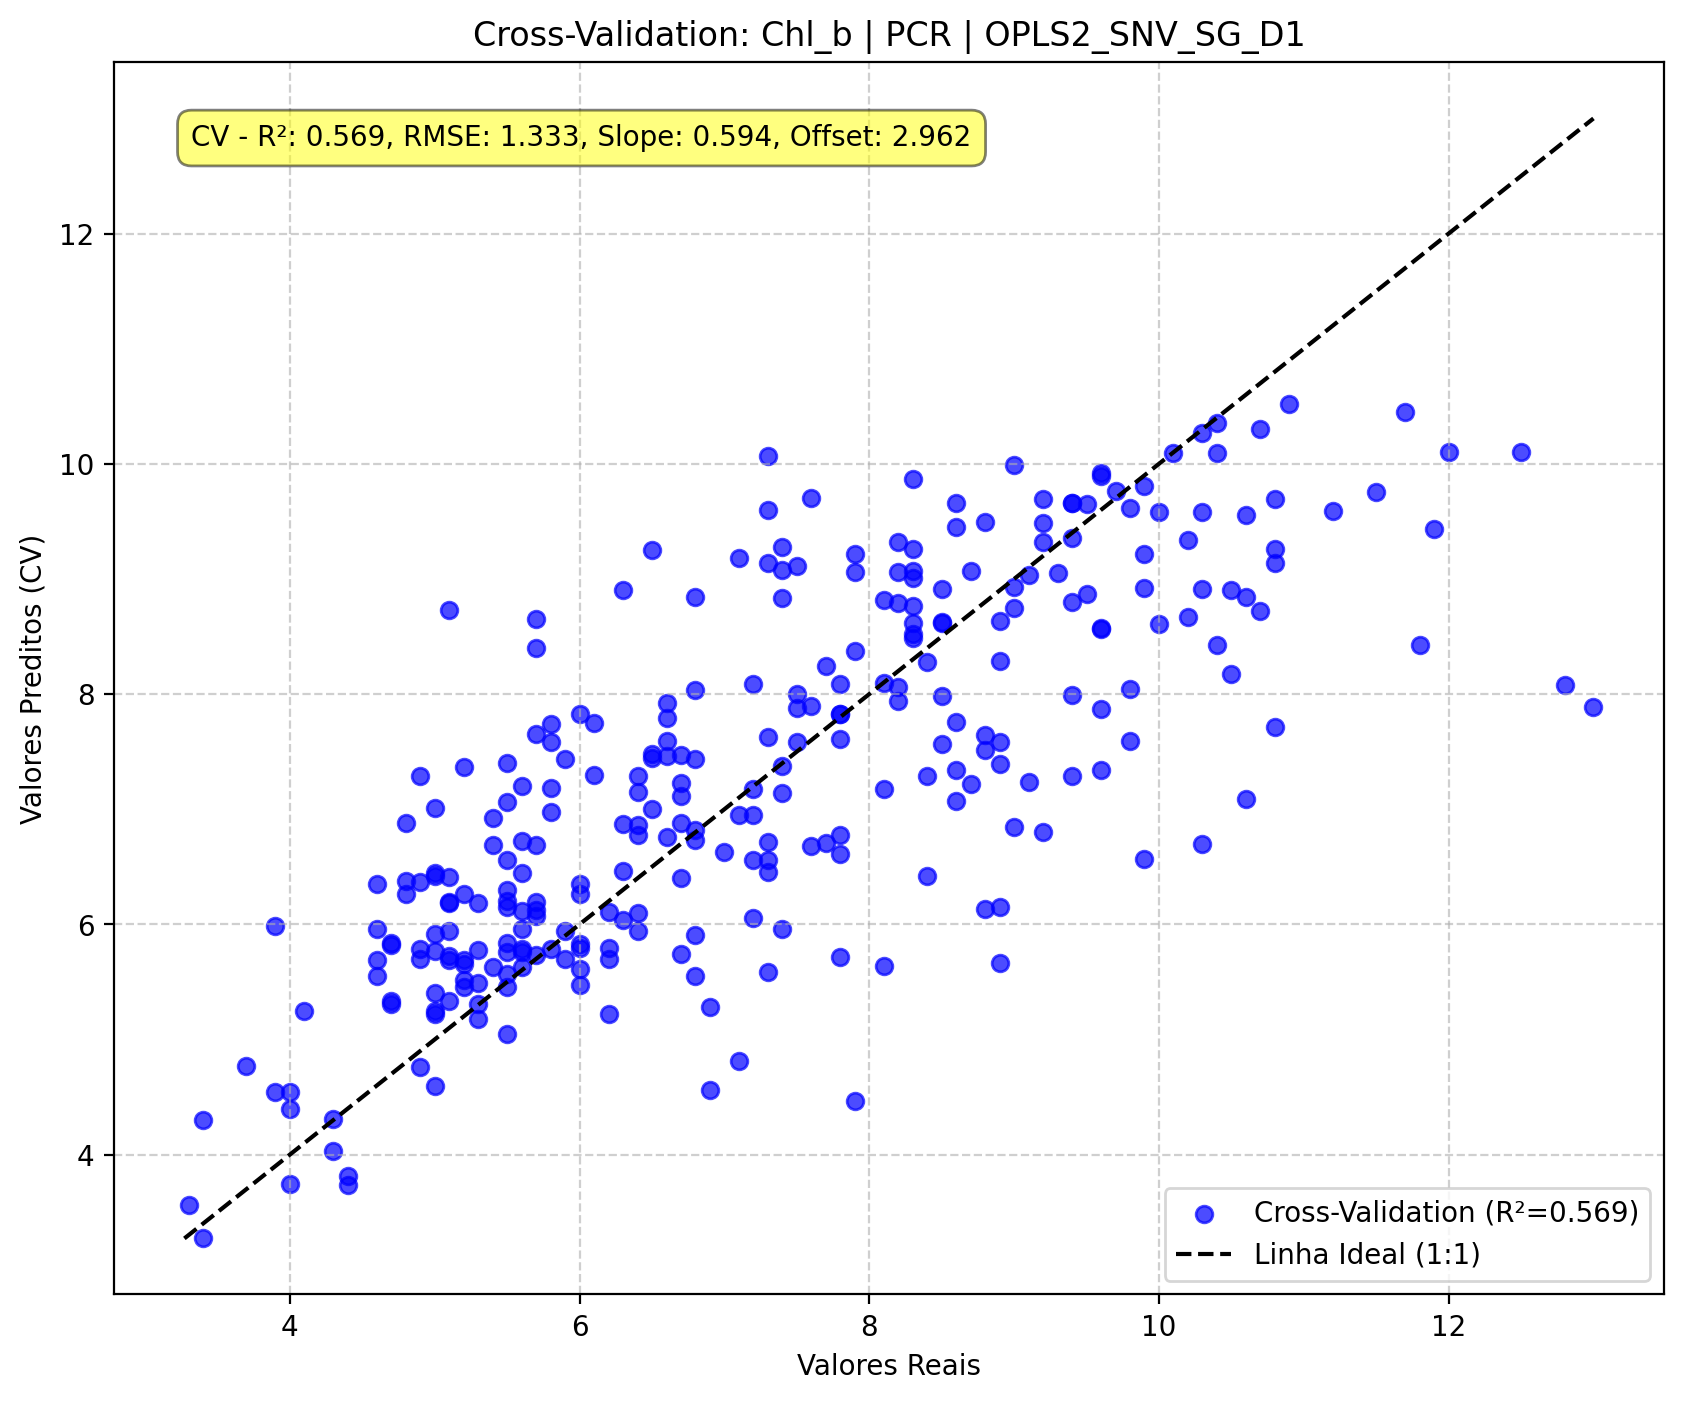 Cross-Validation: Chl_b | PCR | OPLS2_SNV_SG_D1
CV - R²: 0.569, RMSE: 1.333, Slope: 0.594, Offset: 2.962
Valores Preditos (CV)
12
10
8
6
4
Cross-Validation (R²=0.569)
Linha Ideal (1:1)
4
6
8
10
12
Valores Reais